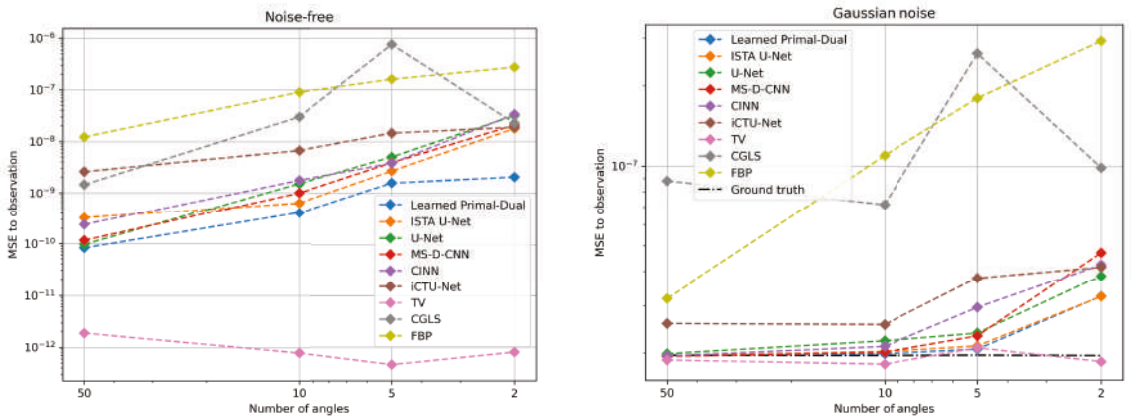 Noise-free
MSE to observation
10⁻⁶
10⁻⁷
10⁻⁸
10⁻⁹
10⁻¹⁰
10⁻¹¹
10⁻¹²
Learned Primal-Dual
ISTA U-Net
U-Net
MS-D-CNN
CINN
iCTU-Net
TV
CGLS
FBP
50
10
5
2
Number of angles
Gaussian noise
MSE to observation
10⁻⁷
Learned Primal-Dual
ISTA U-Net
U-Net
MS-D-CNN
CINN
iCTU-Net
TV
CGLS
FBP
Ground truth
50
10
5
2
Number of angles